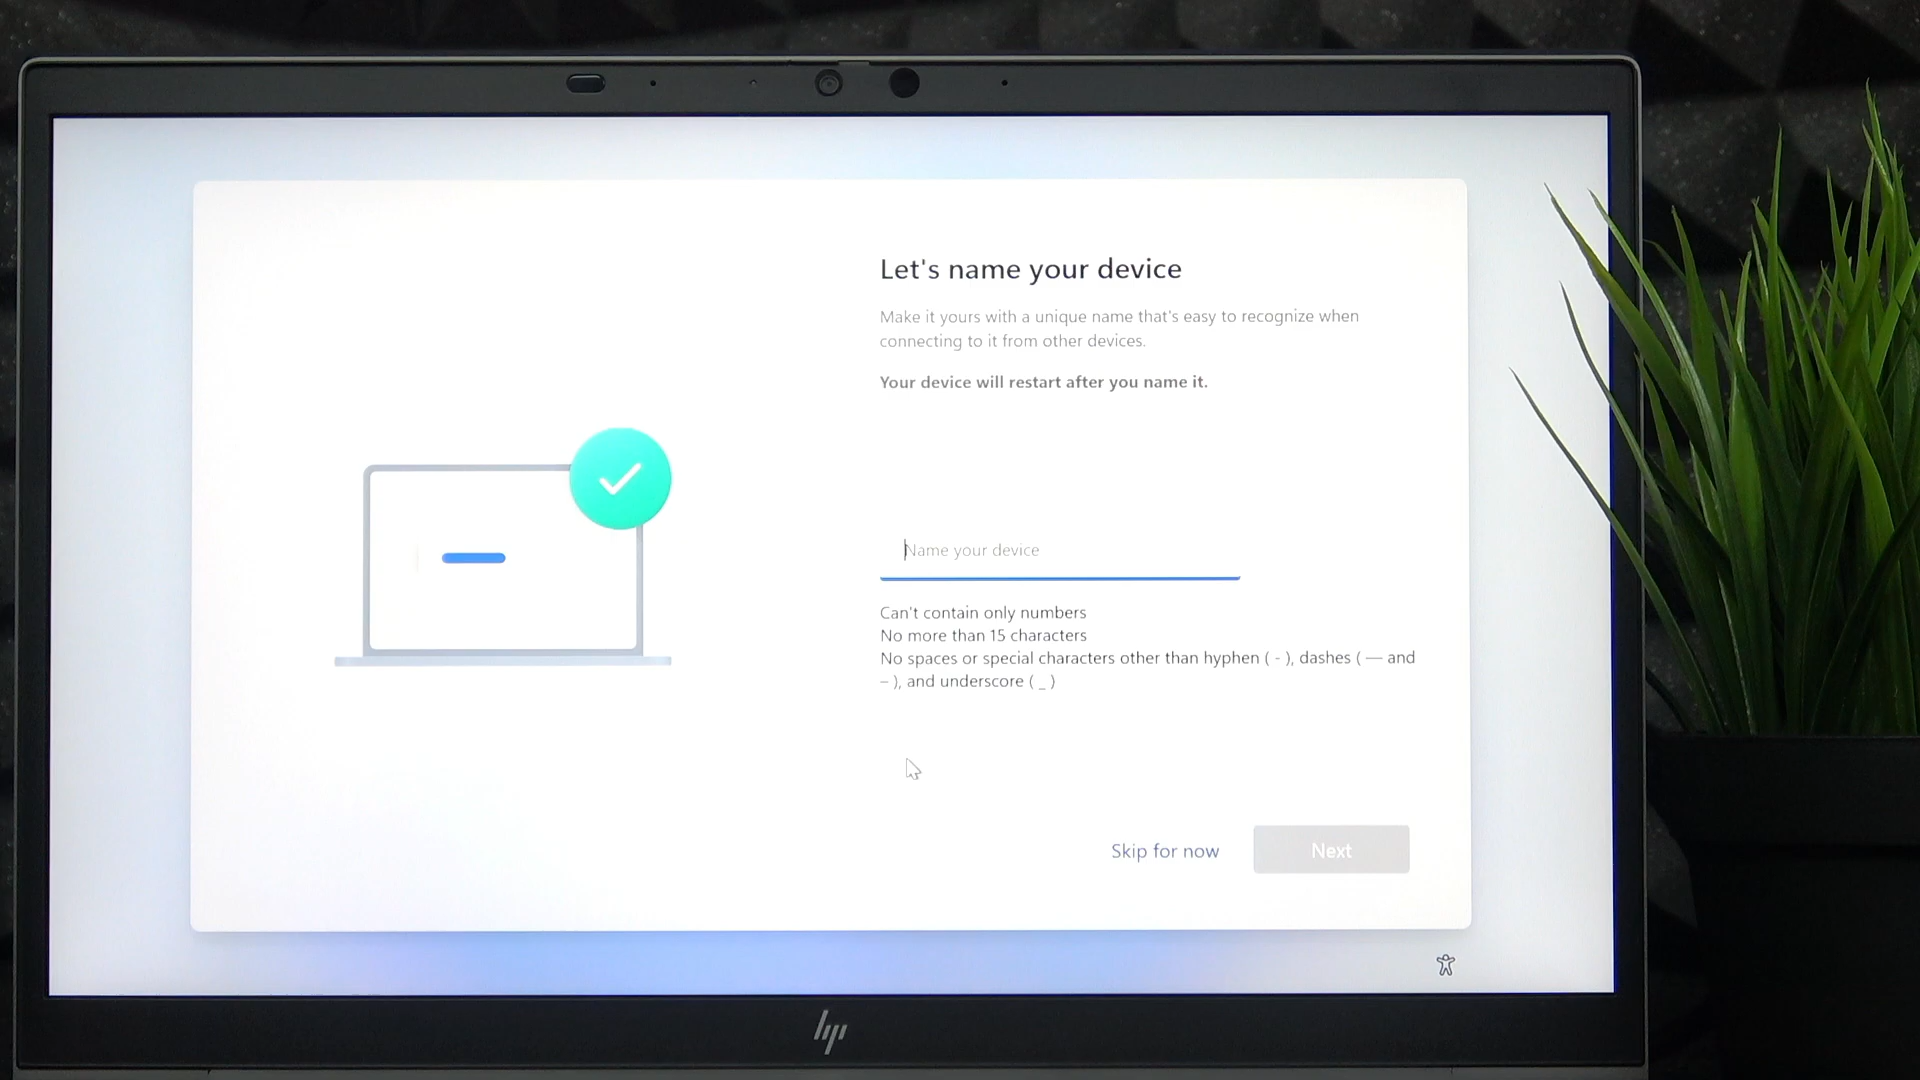 Let's name your device
Make it yours with a unique name that's easy to recognize when
connecting to it from other devices.
Your device will restart after you name it.
Name your device
Can't contain only numbers
No more than 15 characters
No spaces or special characters other than hyphen ( - ), dashes ( — and
– ), and underscore ( _ )
Skip for now
Next
hp